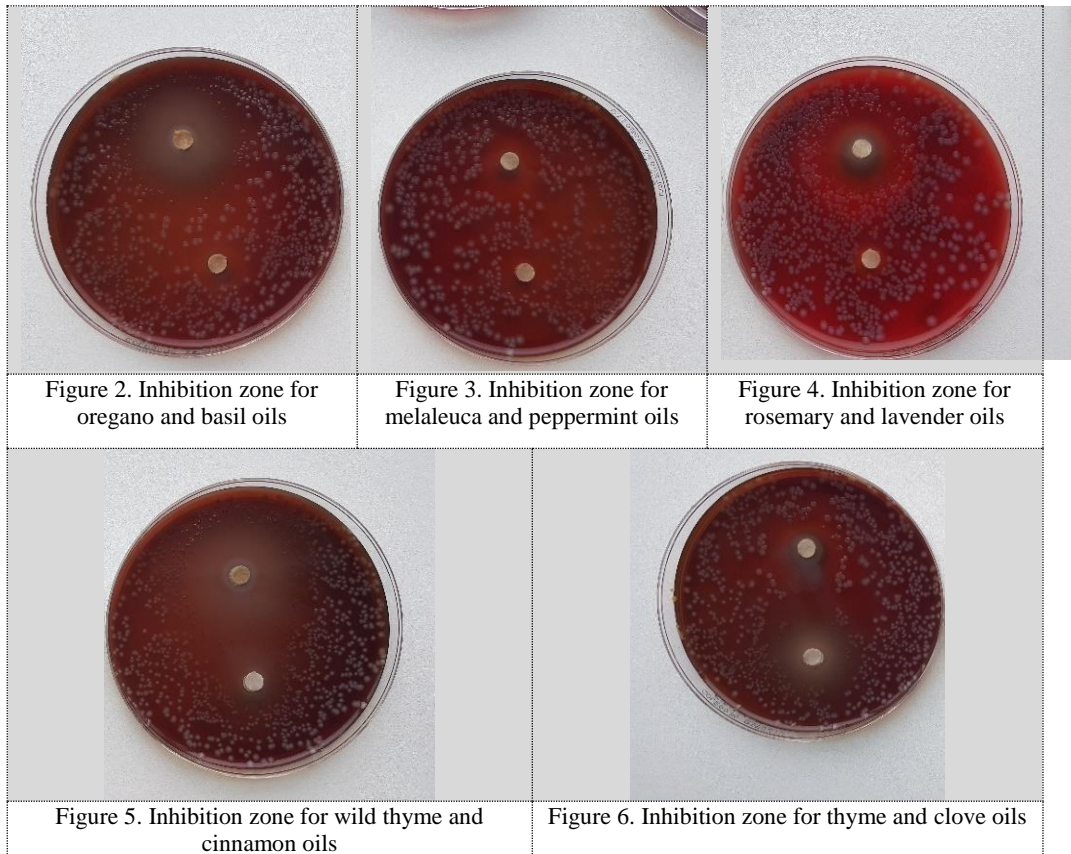 Figure 2. Inhibition zone for
oregano and basil oils
Figure 3. Inhibition zone for
melaleuca and peppermint oils
Figure 4. Inhibition zone for
rosemary and lavender oils
Figure 5. Inhibition zone for wild thyme and
cinnamon oils
Figure 6. Inhibition zone for thyme and clove oils